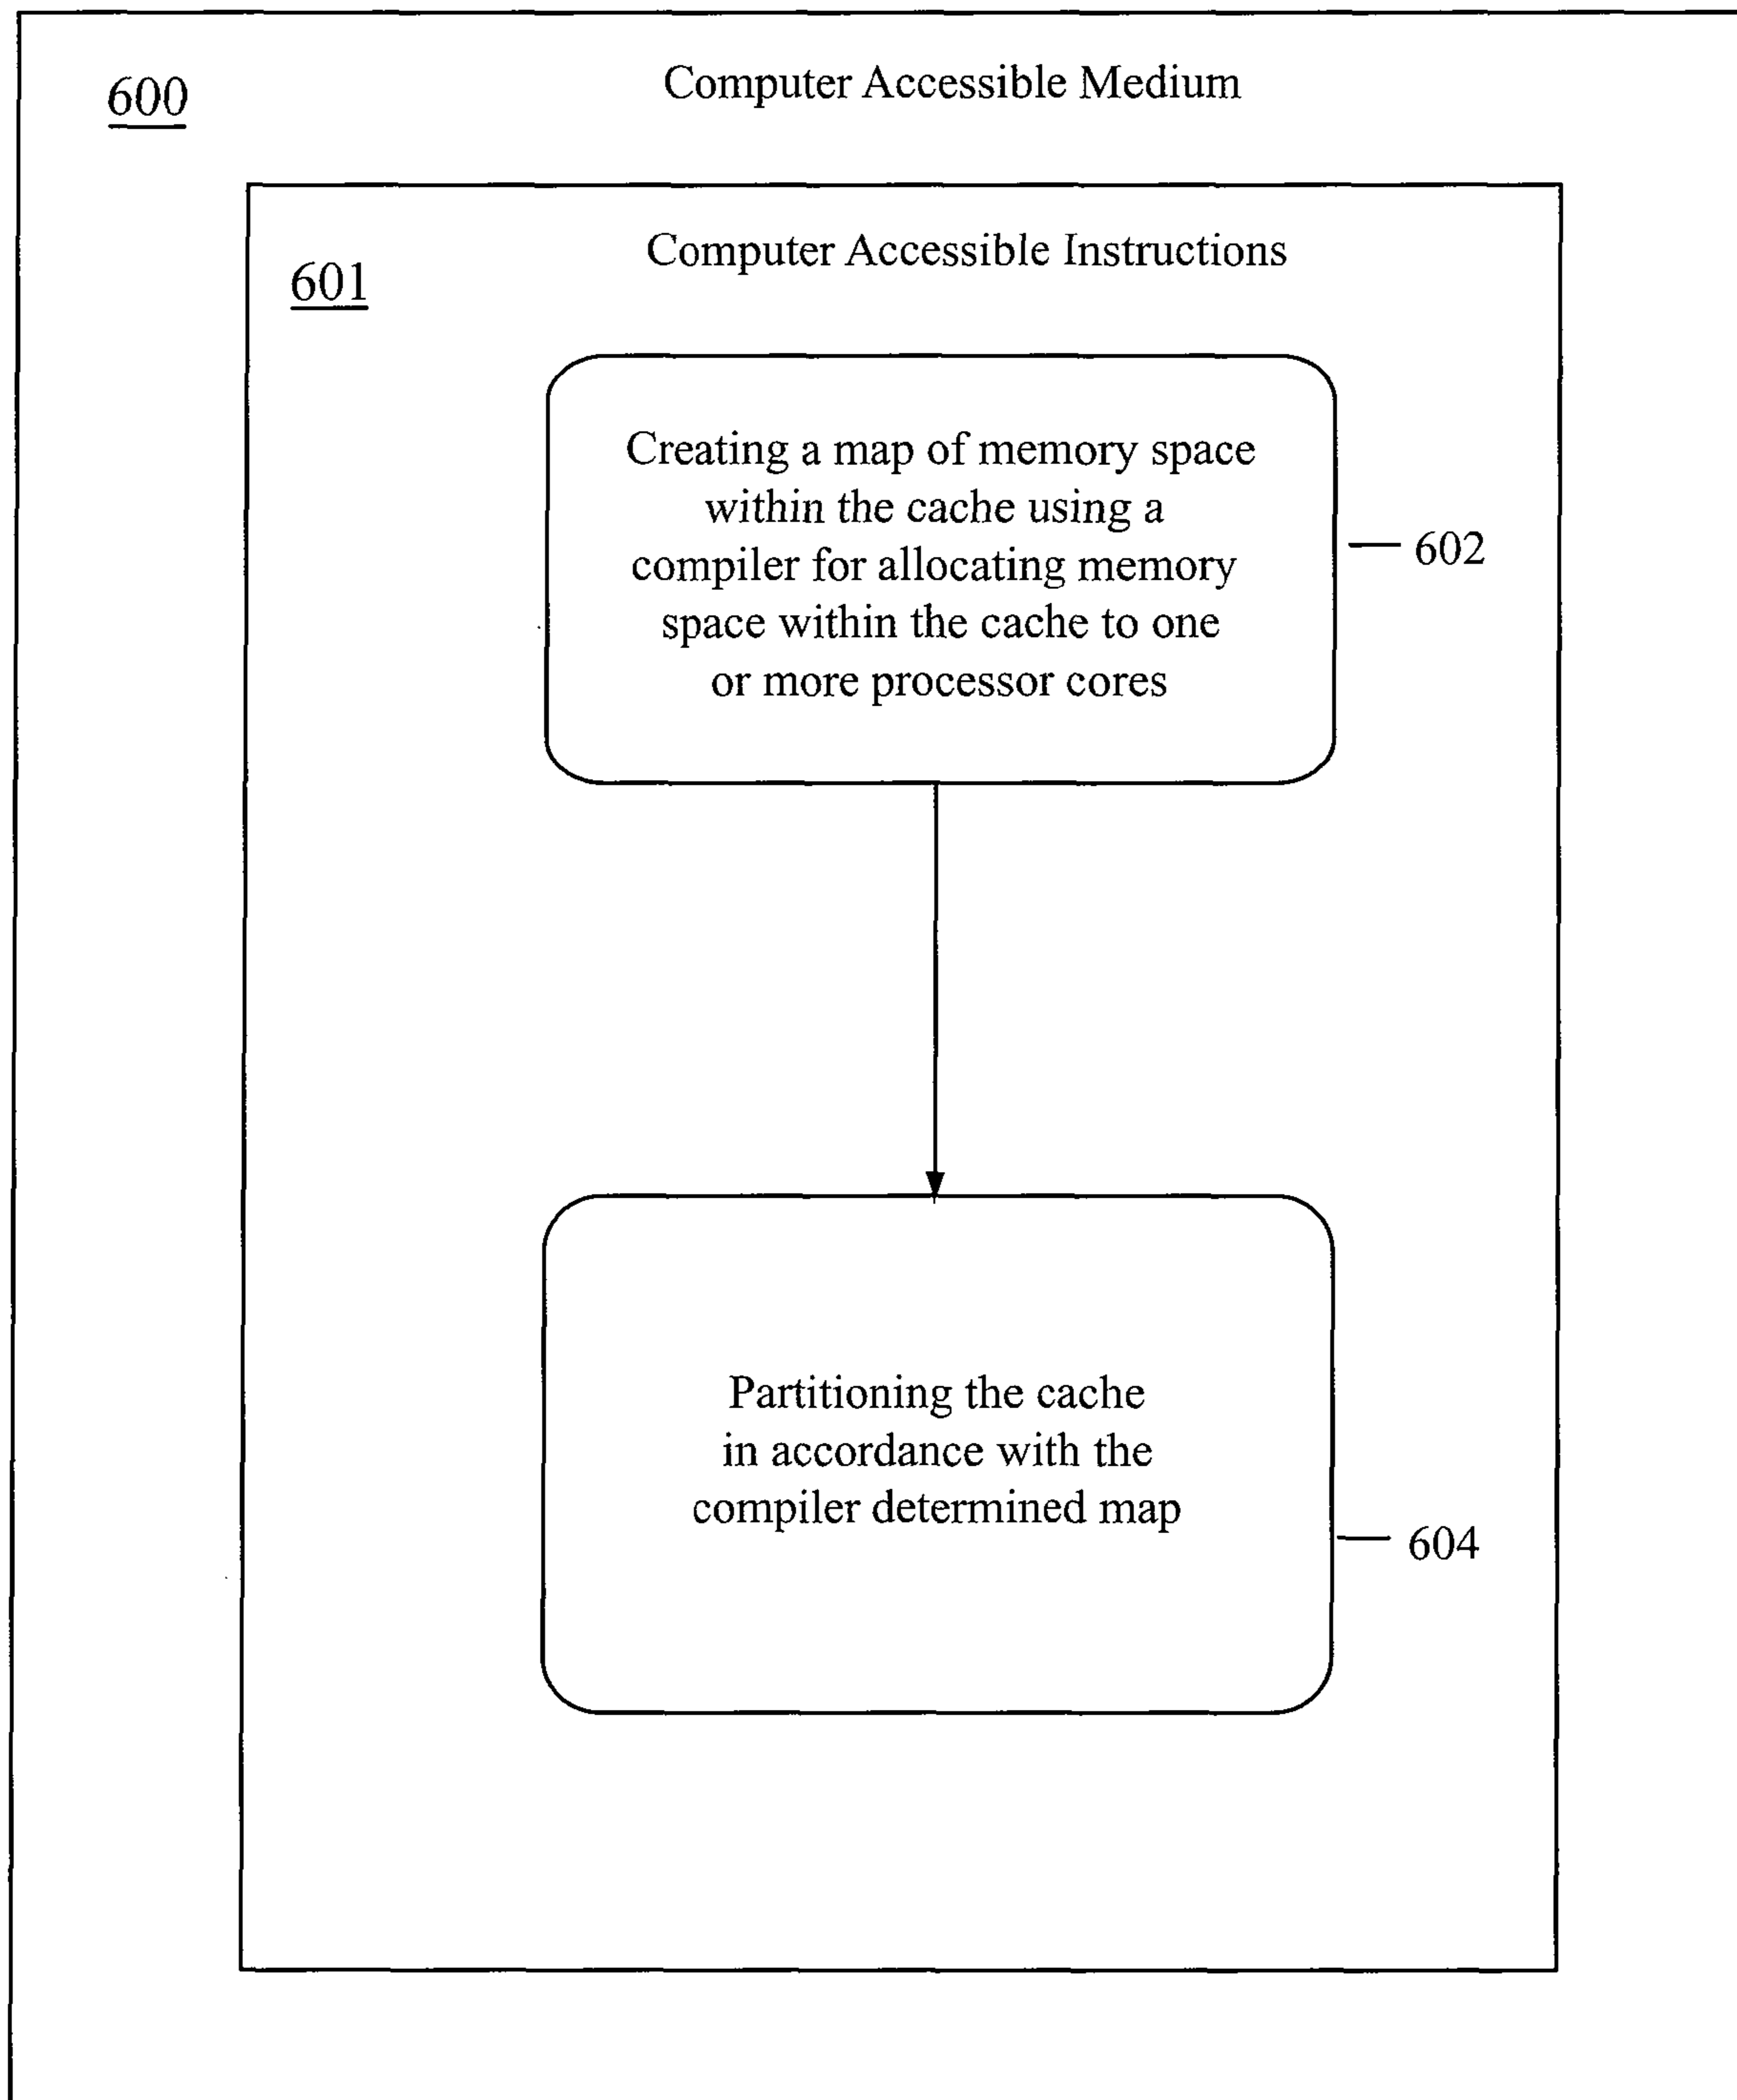 Computer Accessible Medium
600
Computer Accessible Instructions
601
Creating a map of memory space
within the cache using a
compiler for allocating memory
space within the cache to one
or more processor cores
602
Partitioning the cache
in accordance with the
compiler determined map
604